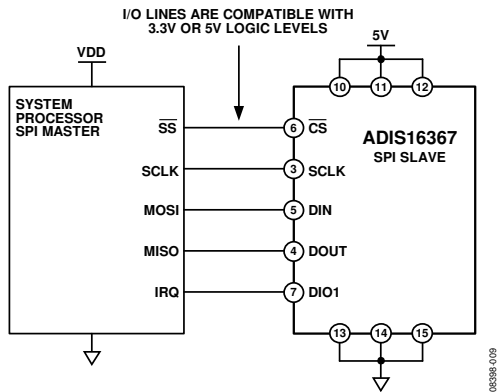 I/O LINES ARE COMPATIBLE WITH
3.3V OR 5V LOGIC LEVELS
VDD
5V
10 11 12
SYSTEM
PROCESSOR
SPI MASTER
ADIS16367
SPI SLAVE
SS 6 CS
SCLK 3 SCLK
MOSI 5 DIN
MISO 4 DOUT
IRQ 7 DIO1
13 14 15
08398-009